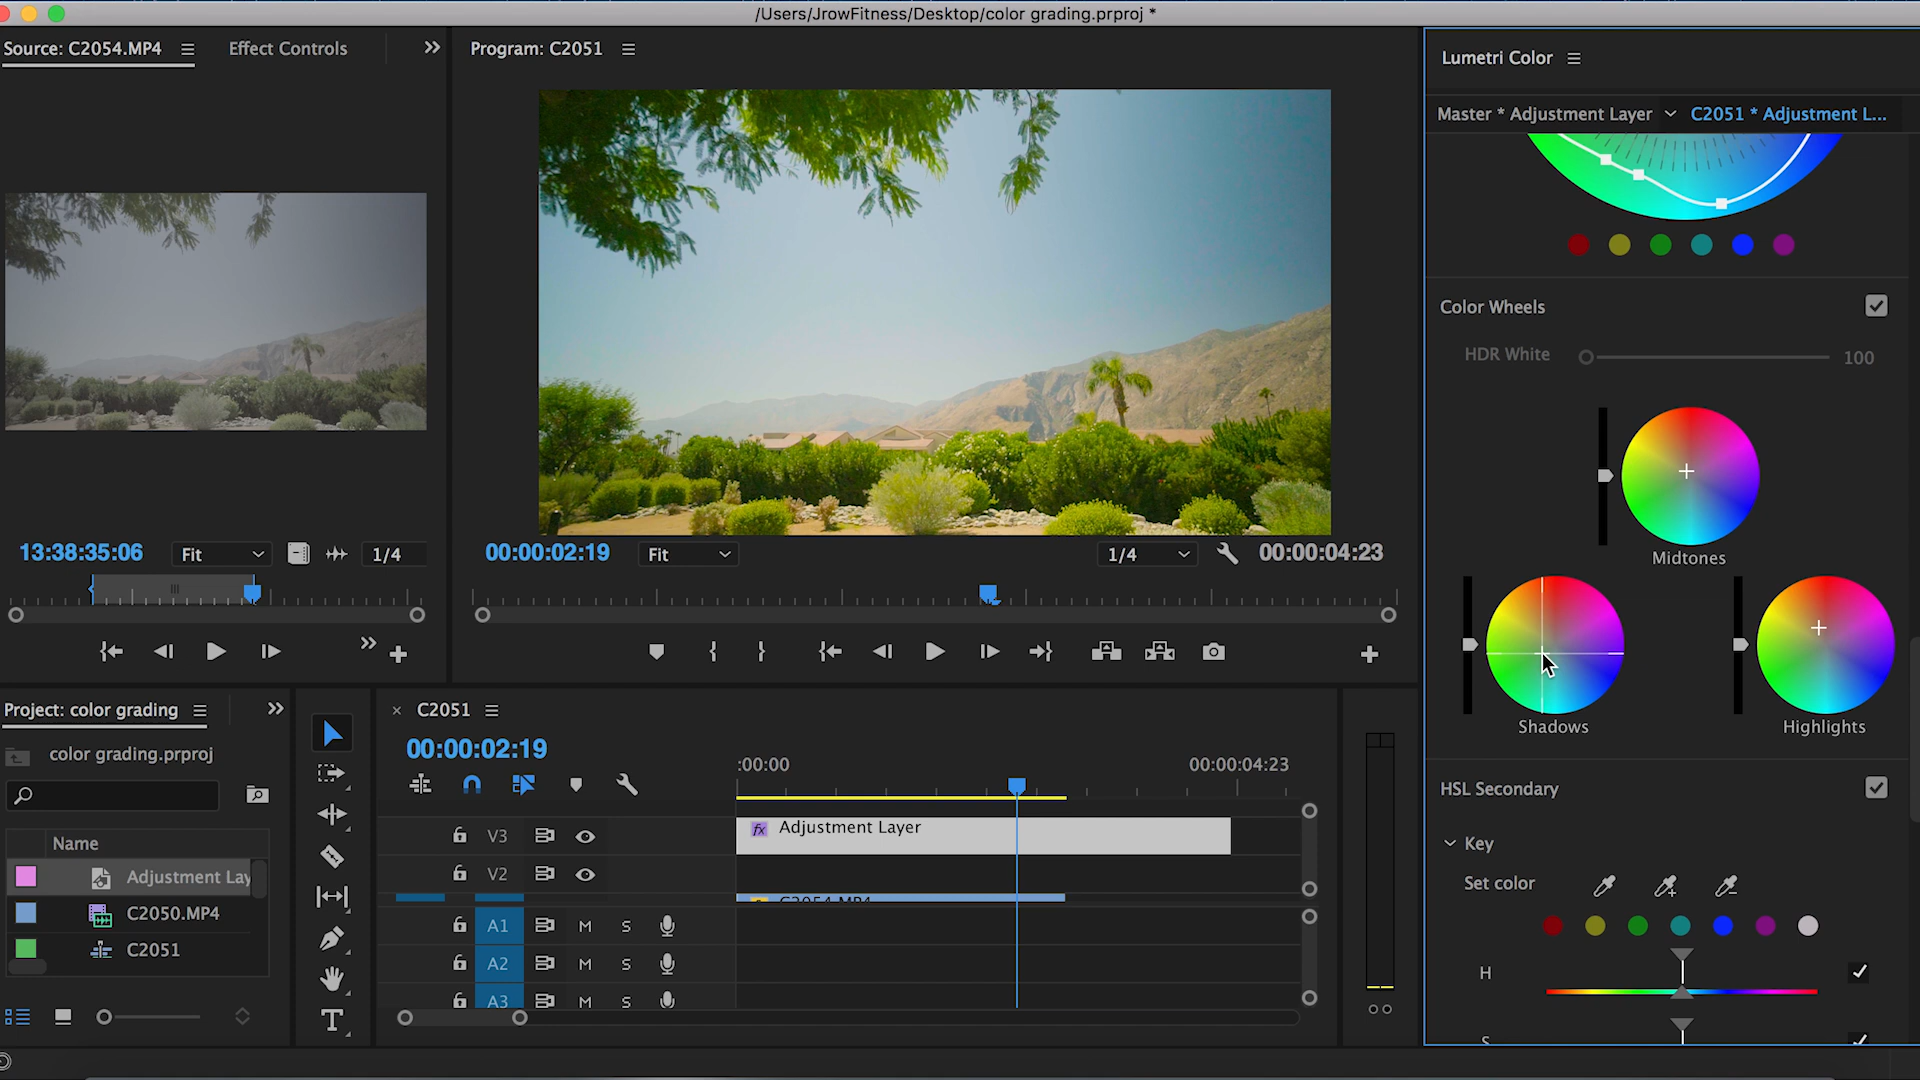 /Users/JrowFitness/Desktop/color grading.prproj *
Source: C2054.MP4
Effect Controls
Program: C2051
Lumetri Color
Master * Adjustment Layer
C2051 * Adjustment L...
Color Wheels
HDR White
100
Midtones
Shadows
Highlights
13:38:35:06
Fit
1/4
00:00:02:19
Fit
1/4
00:00:04:23
Project: color grading
color grading.prproj
Name
Adjustment Lay
C2050.MP4
C2051
C2051
00:00:02:19
:00:00
00:00:04:23
V3
fx
Adjustment Layer
V2
C2054.MP4
A1
M
S
A2
M
S
A3
M
S
HSL Secondary
Key
Set color
H
S